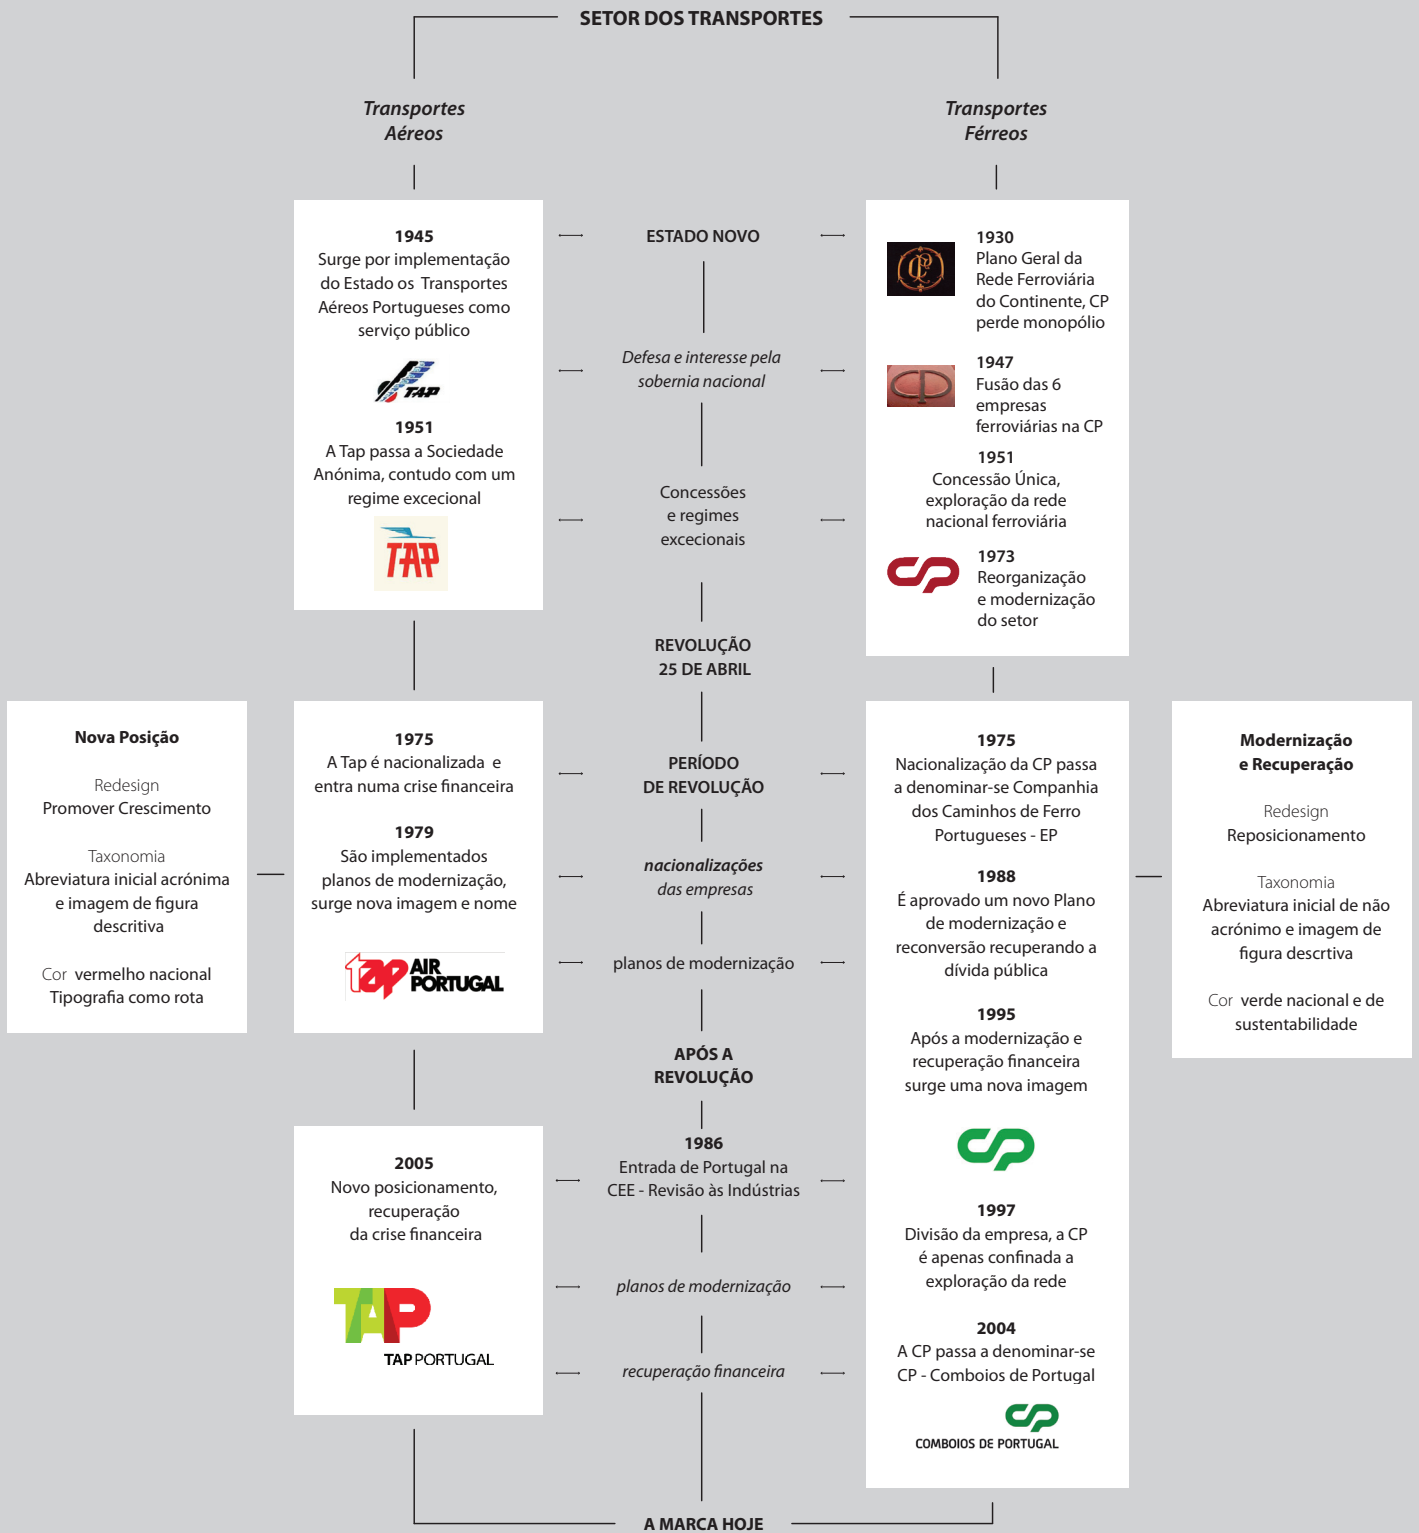 SETOR DOS TRANSPORTES
Transportes
Aéreos
Transportes
Férreos
1945
Surge por implementação
do Estado os Transportes
Aéreos Portugueses como
serviço público
TAP
1951
A Tap passa a Sociedade
Anónima, contudo com um
regime excecional
TAP
ESTADO NOVO
Defesa e interesse pela
sobernia nacional
Concessões
e regimes
excecionais
REVOLUÇÃO
25 DE ABRIL
1930
Plano Geral da
Rede Ferroviária
do Continente, CP
perde monopólio
CP
1947
Fusão das 6
empresas
ferroviárias na CP
CP
1951
Concessão Única,
exploração da rede
nacional ferroviária
cp
1973
Reorganização
e modernização
do setor
Nova Posição
Redesign
Promover Crescimento
Taxonomia
Abreviatura inicial acrónima
e imagem de figura
descritiva
Cor vermelho nacional
Tipografia como rota
1975
A Tap é nacionalizada e
entra numa crise financeira
1979
São implementados
planos de modernização,
surge nova imagem e nome
tap AIR
PORTUGAL
PERÍODO
DE REVOLUÇÃO
nacionalizações
das empresas
planos de modernização
APÓS A
REVOLUÇÃO
1986
Entrada de Portugal na
CEE - Revisão às Indústrias
planos de modernização
recuperação financeira
1975
Nacionalização da CP passa
a denominar-se Companhia
dos Caminhos de Ferro
Portugueses - EP
1988
É aprovado um novo Plano
de modernização e
reconversão recuperando a
dívida pública
1995
Após a modernização e
recuperação financeira
surge uma nova imagem
cp
1997
Divisão da empresa, a CP
é apenas confinada a
exploração da rede
2004
A CP passa a denominar-se
CP - Comboios de Portugal
cp
COMBOIOS DE PORTUGAL
Modernização
e Recuperação
Redesign
Reposicionamento
Taxonomia
Abreviatura inicial de não
acrónimo e imagem de
figura descrtiva
Cor verde nacional e de
sustentabilidade
2005
Novo posicionamento,
recuperação
da crise financeira
TAP
TAP PORTUGAL
A MARCA HOJE